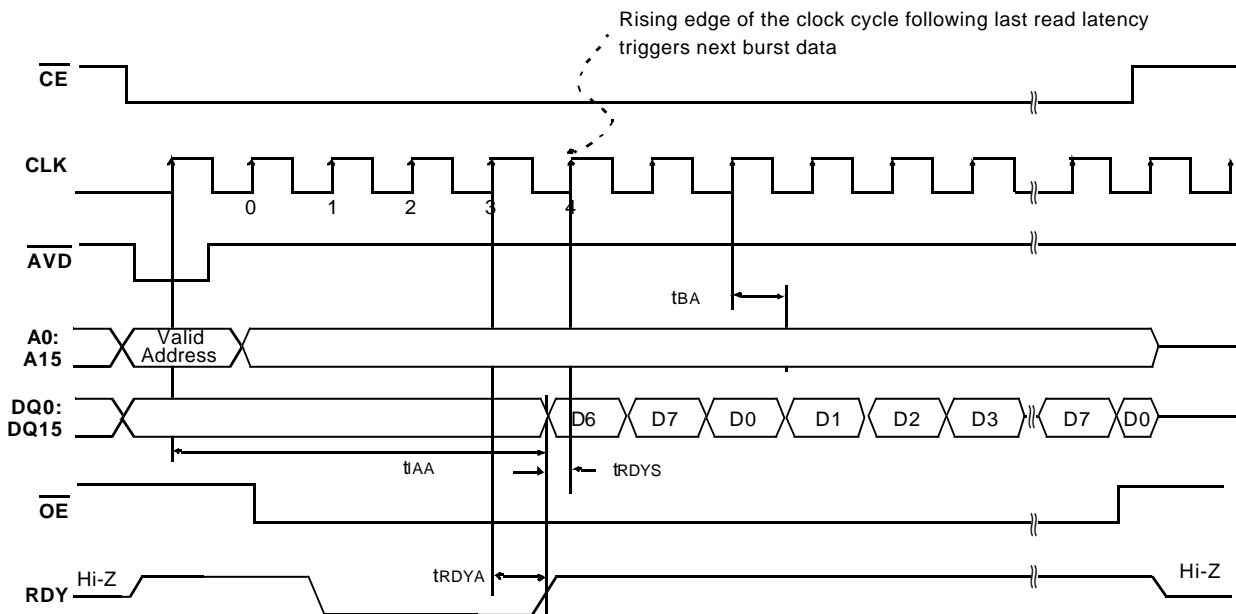 Rising edge of the clock cycle following last read latency
triggers next burst data
CE
CLK
0 1 2 3 4
AVD
tBA
A0:
A15
Valid
Address
DQ0:
DQ15
D6 D7 D0 D1 D2 D3 D7 D0
tIAA
tRDYS
OE
tRDYA
Hi-Z
Hi-Z
RDY